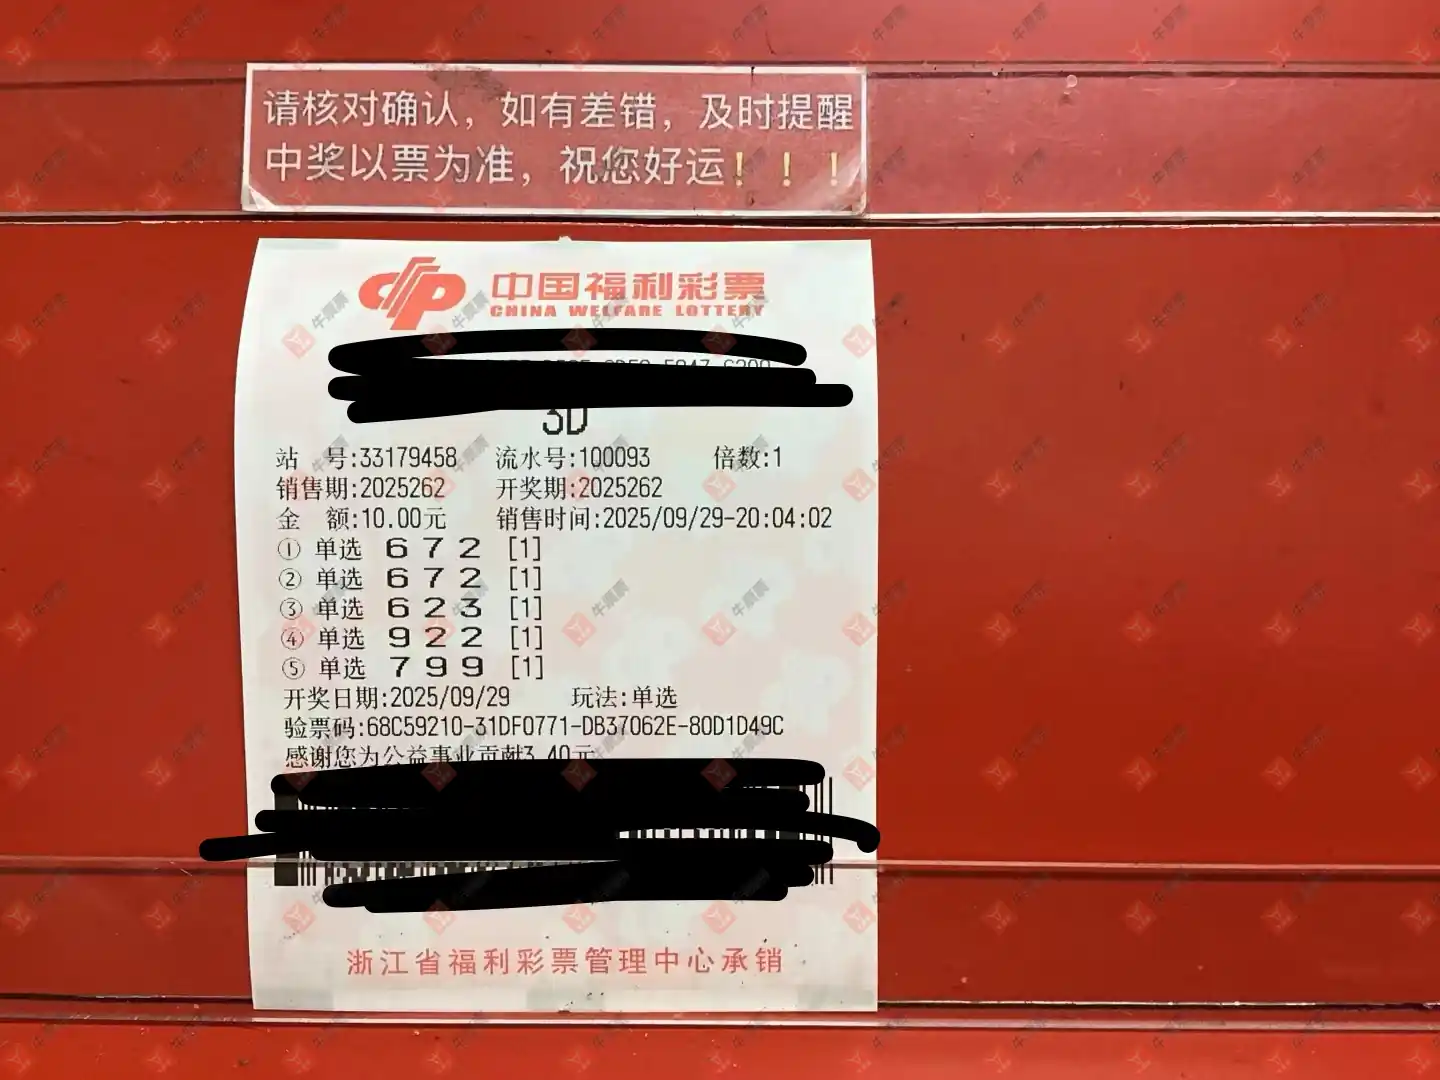 请核对确认，如有差错，及时提醒
中奖以票为准，祝您好运！！！
中国福利彩票
CHINA WELFARE LOTTERY
3D
站 号:33179458 流水号:100093 倍数:1
销售期:2025262 开奖期:2025262
金 额:10.00元 销售时间:2025/09/29-20:04:02
① 单选 6 7 2 [1]
② 单选 6 7 2 [1]
③ 单选 6 2 3 [1]
④ 单选 9 2 2 [1]
⑤ 单选 7 9 9 [1]
开奖日期:2025/09/29 玩法:单选
验票码:68C59210-31DF0771-DB37062E-80D1D49C
感谢您为公益事业贡献3.40元
浙江省福利彩票管理中心承销